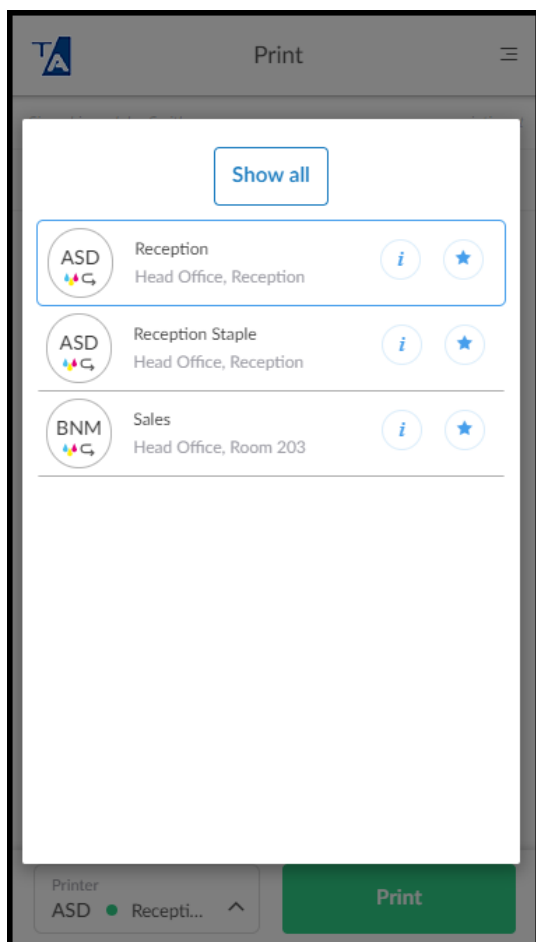 TA
Print
Show all
ASD
Reception
i
Head Office, Reception
ASD
Reception Staple
i
Head Office, Reception
BNM
Sales
i
Head Office, Room 203
Printer
ASD Recepti...
Print